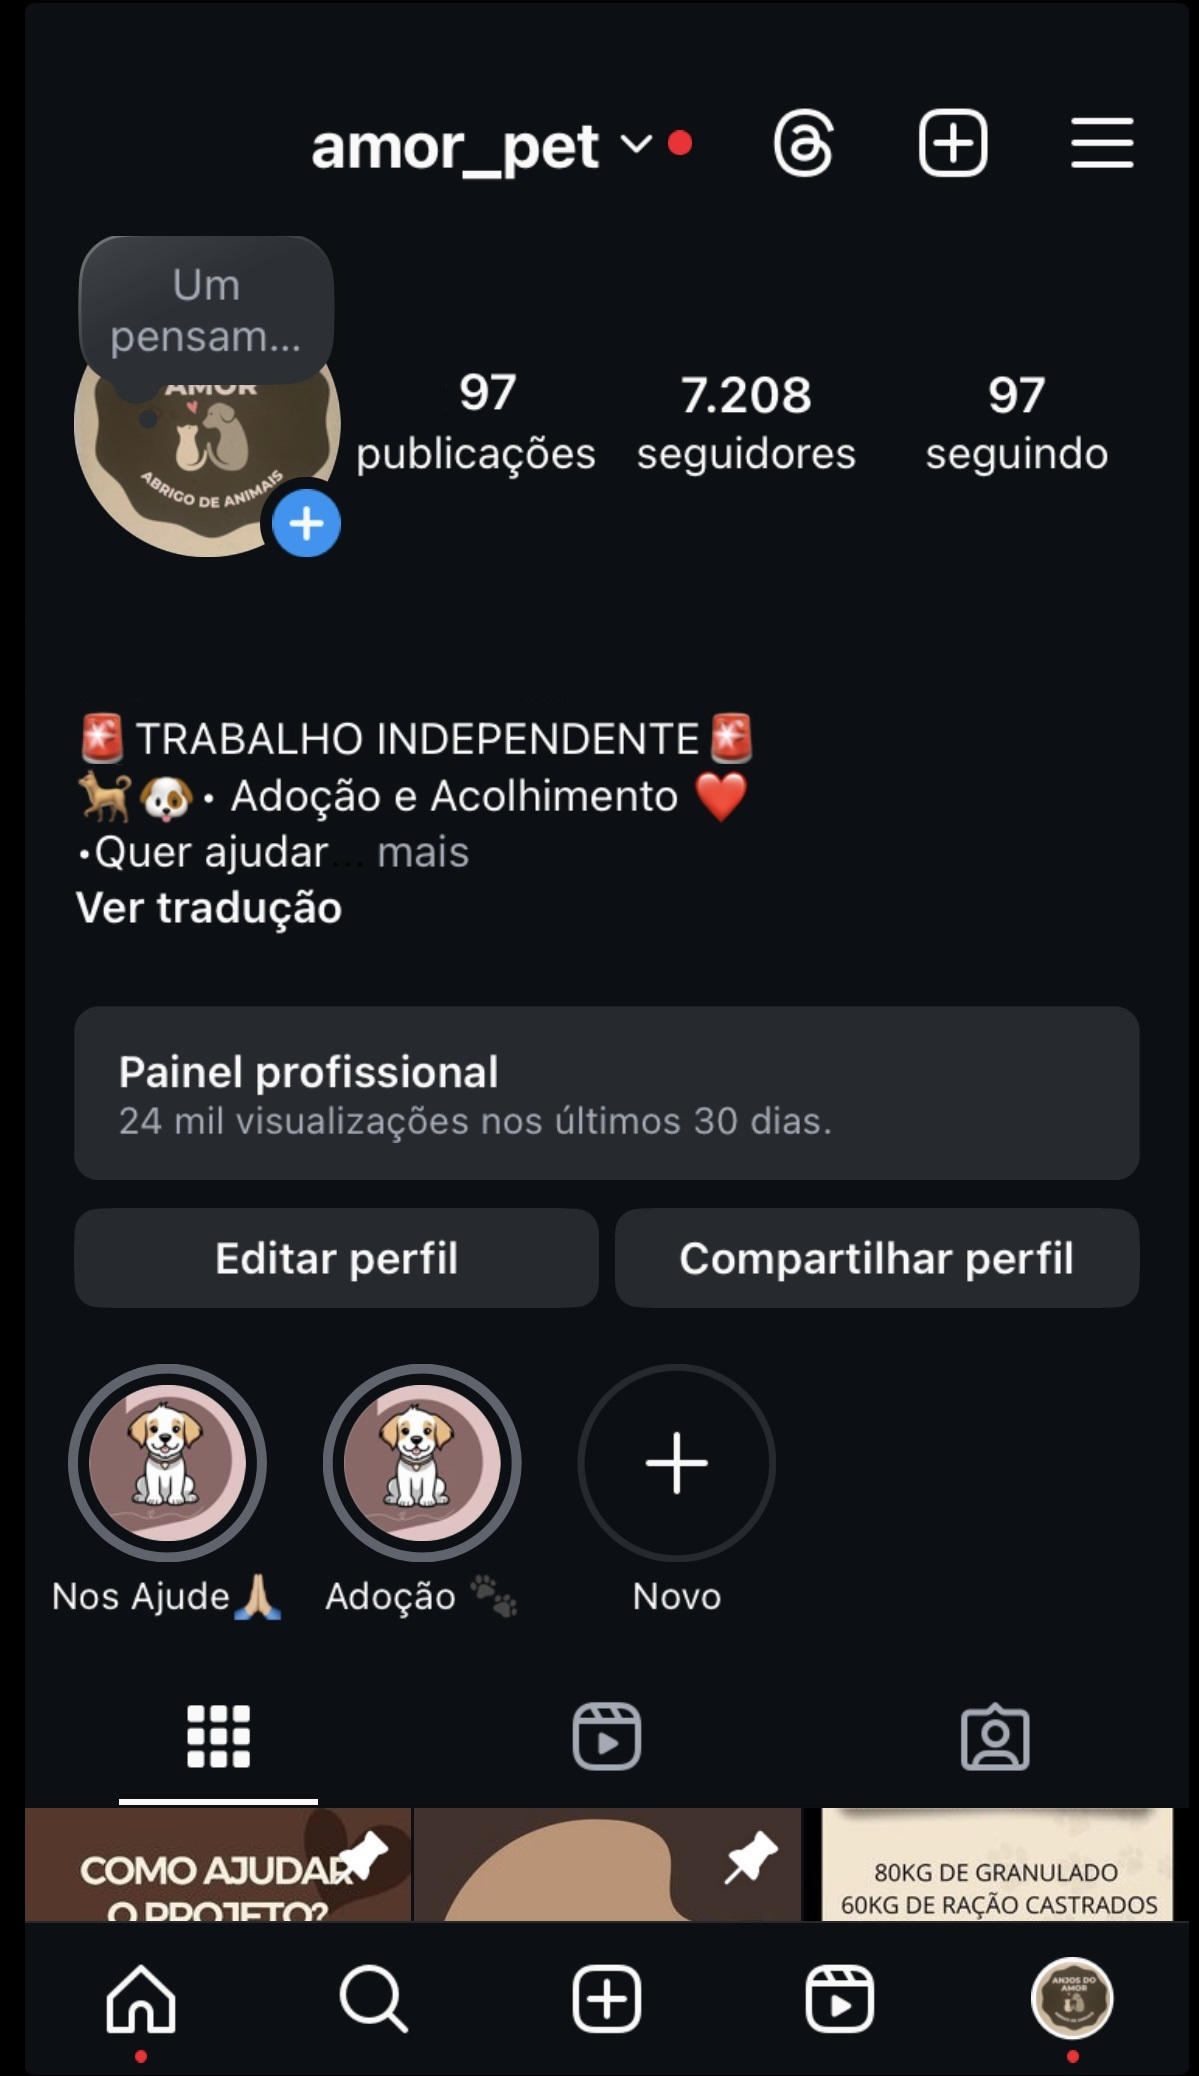 amor_pet
Um
pensam...
AMOR
ABRIGO DE ANIMAIS
97
publicações
7.208
seguidores
97
seguindo
🚨TRABALHO INDEPENDENTE🚨
🐕🐶• Adoção e Acolhimento ❤️
•Quer ajudar... mais
Ver tradução
Painel profissional
24 mil visualizações nos últimos 30 dias.
Editar perfil
Compartilhar perfil
Nos Ajude🙏🏼
Adoção 🐾
Novo
COMO AJUDAR
O PROJETO?
80KG DE GRANULADO
60KG DE RAÇÃO CASTRADOS
ANJOS DO
AMOR